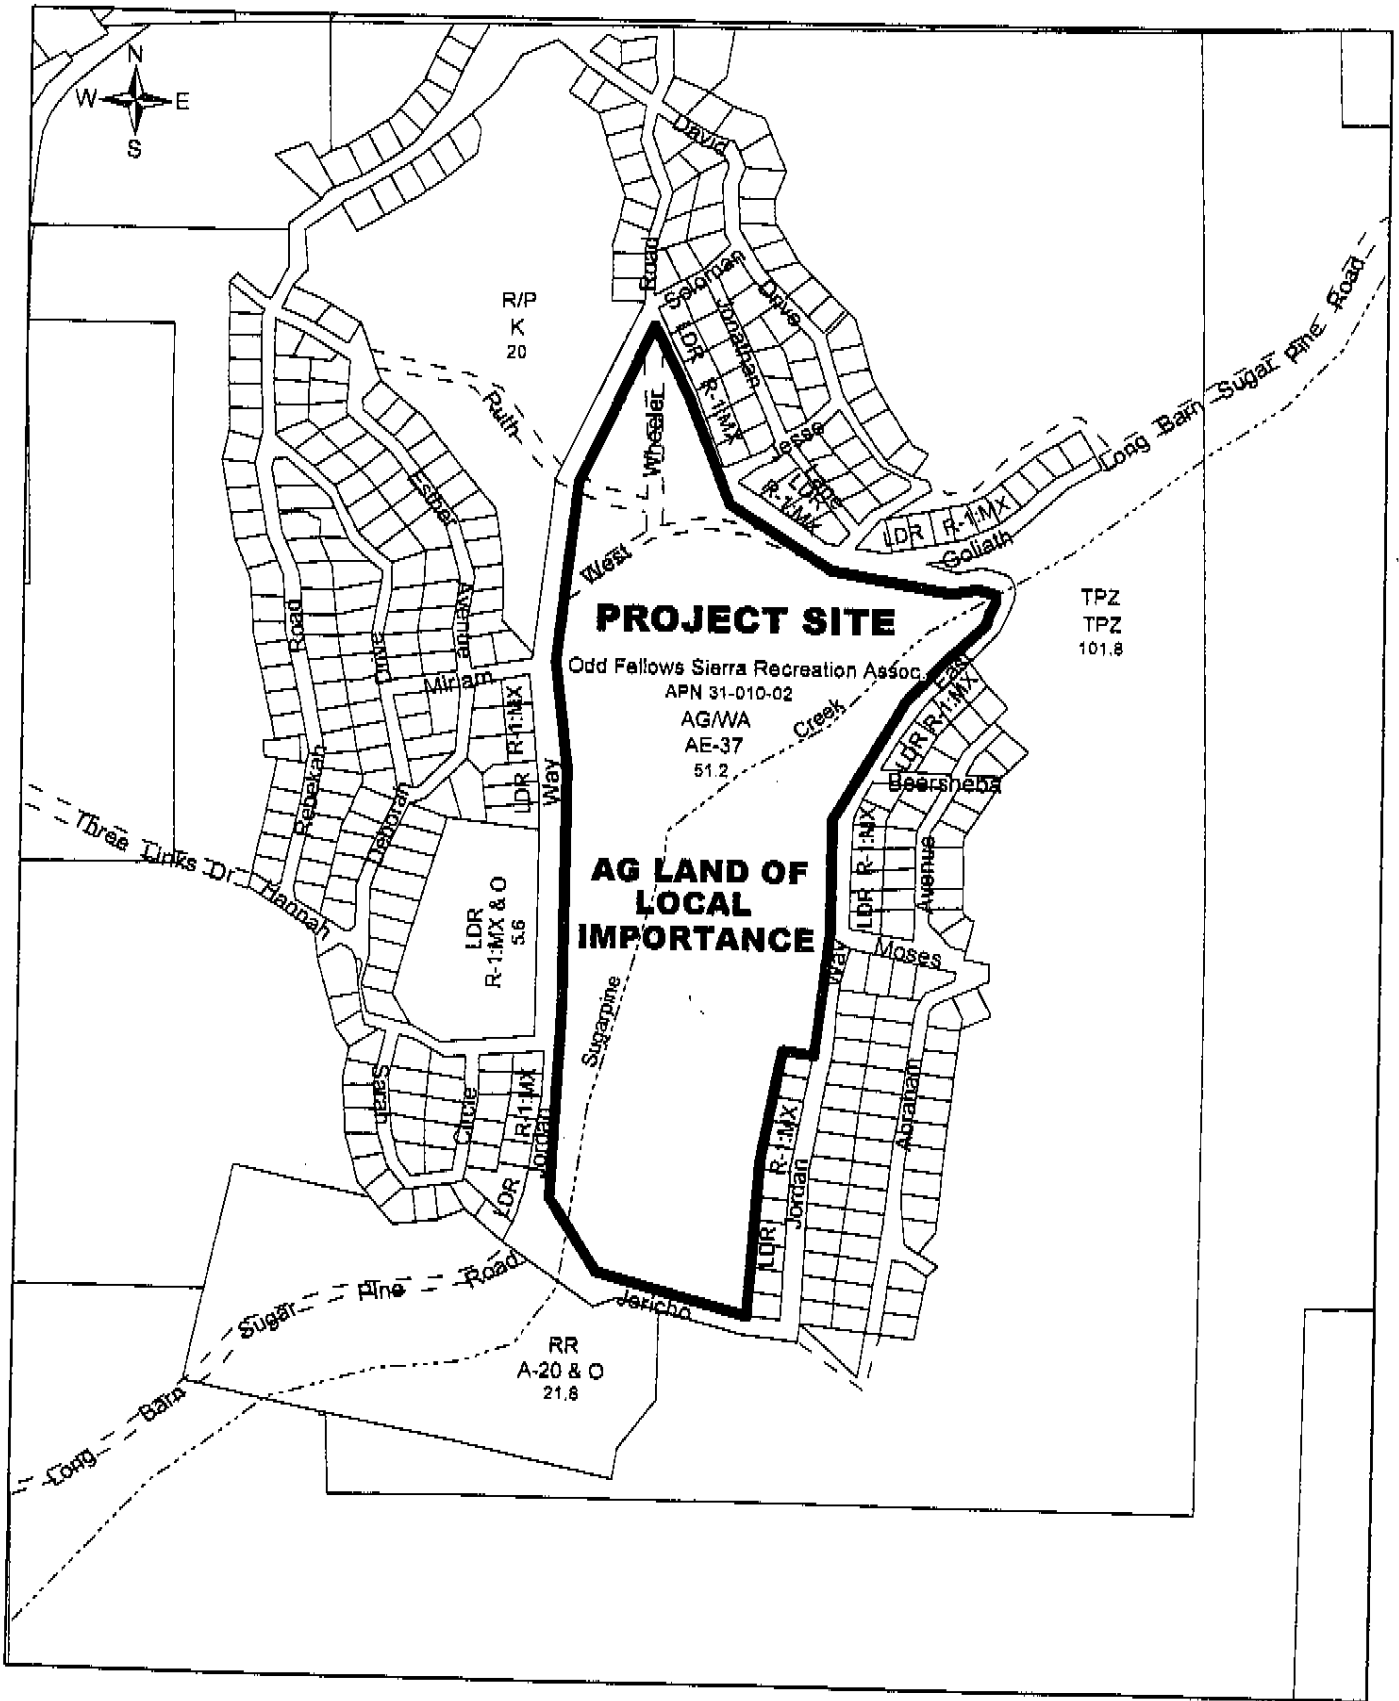 N
W E
S
David
Road
Soloman
Drive
Jonathan
LDR R-1:MX
R/P
K
20
Ruth
Wheeler
Jesse
Lane
LDR
R-1:MX
Long Barn Sugar Pine Road
LDR R-1:MX
Goliath
Esther
Avenue
West
PROJECT SITE
Odd Fellows Sierra Recreation Assoc.
APN 31-010-02
AG/WA
AE-37
51.2
TPZ
TPZ
101.8
Road
Drive
Miriam
LDR R-1:MX
Way
Creek
East
LDR R-1:MX
Beersheba
Rebekah
Deborah
Three Links Dr.
Hannah
LDR
R-1:MX & O
5.6
AG LAND OF
LOCAL
IMPORTANCE
LDR R-1:MX
Avenue
Way
Moses
Sugarpine
Sarah
Circle
LDR R-1:MX
Jordan
LDR R-1:MX
Jordan
Abraham
Long Barn Sugar Pine Road
Jericho
RR
A-20 & O
21.8